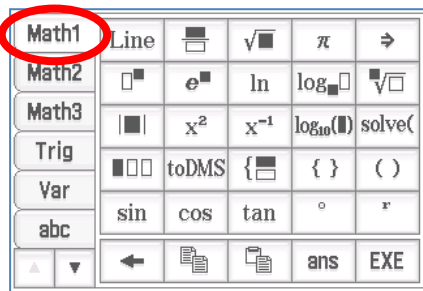 Math1
Math2
Math3
Trig
Var
abc
Line √■ π ⇒
□■ e■ ln log■□ ■√□
|■| x² x⁻¹ log₁₀(■) solve(
■□□ toDMS { { } ( )
sin cos tan ° r
← ans EXE